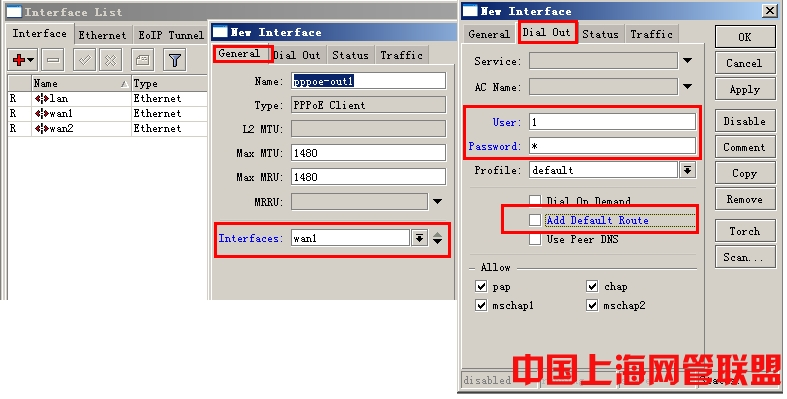 Interface List
Interface Ethernet EoIP Tunnel
Name Type
R lan Ethernet
R wan1 Ethernet
R wan2 Ethernet
New Interface
General Dial Out Status Traffic
Name: pppoe-out1
Type: PPPoE Client
L2 MTU:
Max MTU: 1480
Max MRU: 1480
MRRU:
Interfaces: wan1
New Interface
General Dial Out Status Traffic
Service:
AC Name:
User: 1
Password: *
Profile: default
Dial On Demand
Add Default Route
Use Peer DNS
Allow
pap chap
mschap1 mschap2
OK
Cancel
Apply
Disable
Comment
Copy
Remove
Torch
Scan...
中国上海网管联盟
disabled